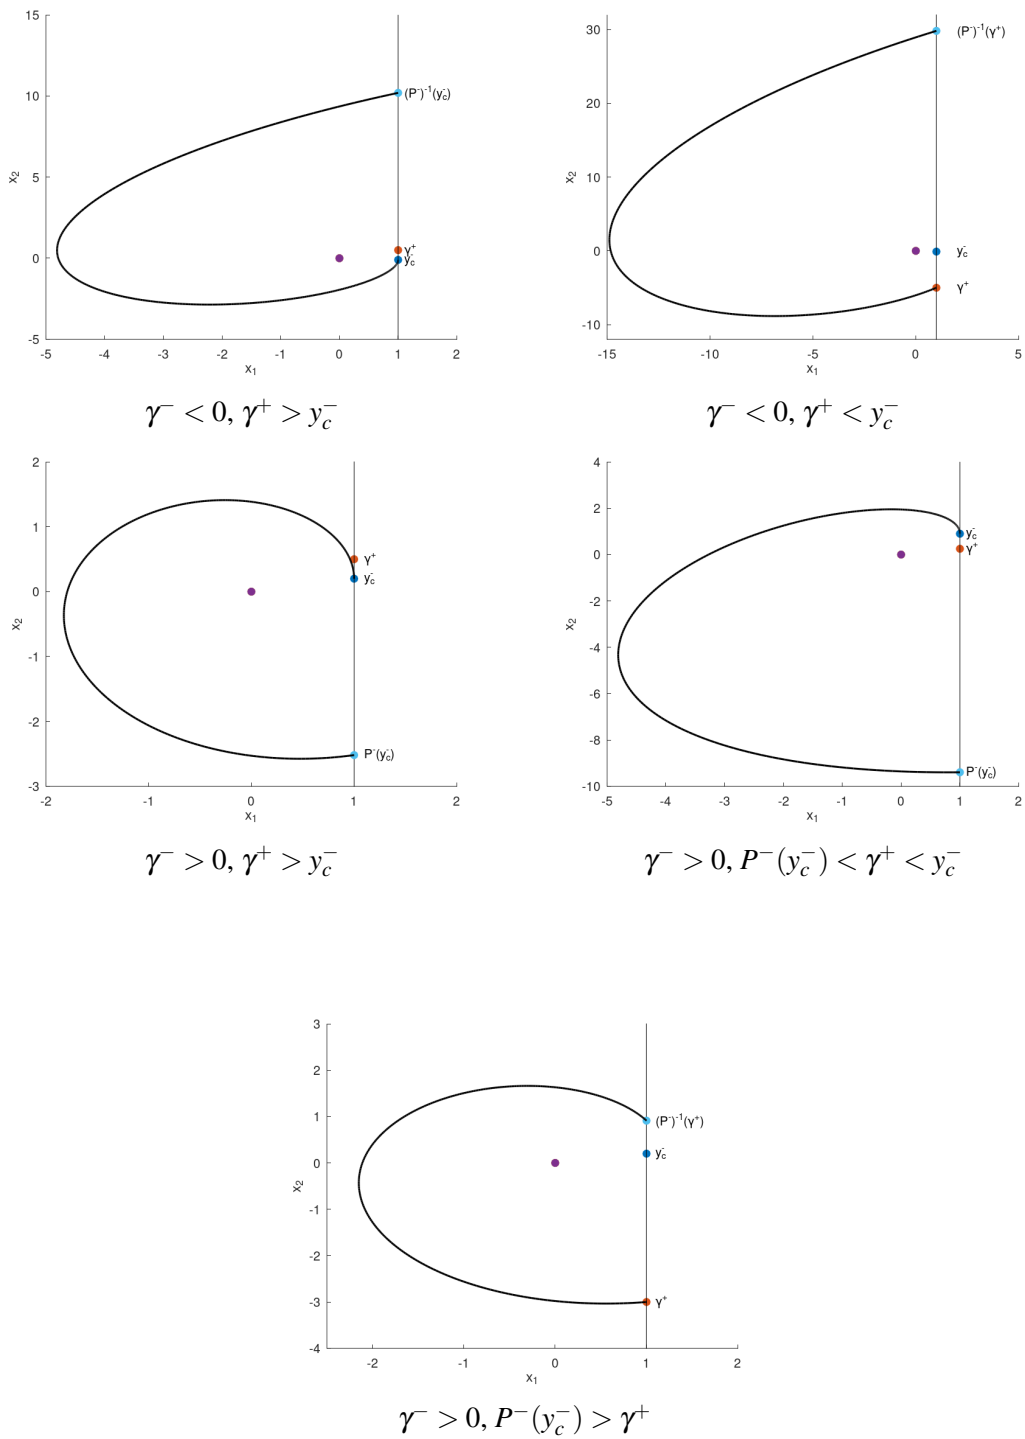 15
10
5
0
-5
-5 -4 -3 -2 -1 0 1 2
x₂
x₁
(P⁻)⁻¹(y꜀⁻)
γ⁺
y꜀⁻
γ⁻ < 0, γ⁺ > y꜀⁻
30
20
10
0
-10
-15 -10 -5 0 5
x₂
x₁
(P⁻)⁻¹(γ⁺)
y꜀⁻
γ⁺
γ⁻ < 0, γ⁺ < y꜀⁻
2
1
0
-1
-2
-3
-2 -1 0 1 2
x₂
x₁
γ⁺
y꜀⁻
P⁻(y꜀⁻)
γ⁻ > 0, γ⁺ > y꜀⁻
4
2
0
-2
-4
-6
-8
-10
-5 -4 -3 -2 -1 0 1 2
x₂
x₁
y꜀⁻
γ⁺
P⁻(y꜀⁻)
γ⁻ > 0, P⁻(y꜀⁻) < γ⁺ < y꜀⁻
3
2
1
0
-1
-2
-3
-4
-2 -1 0 1 2
x₂
x₁
(P⁻)⁻¹(γ⁺)
y꜀⁻
γ⁺
γ⁻ > 0, P⁻(y꜀⁻) > γ⁺